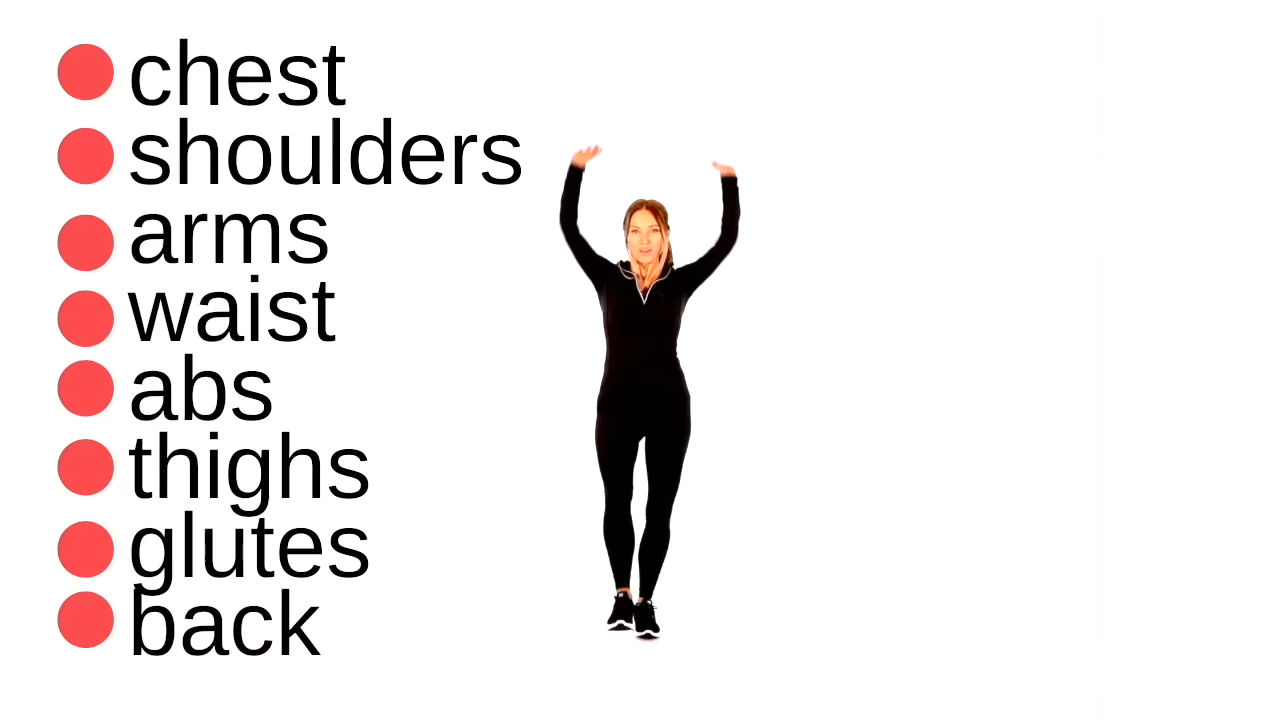 chest
shoulders
arms
waist
abs
thighs
glutes
back